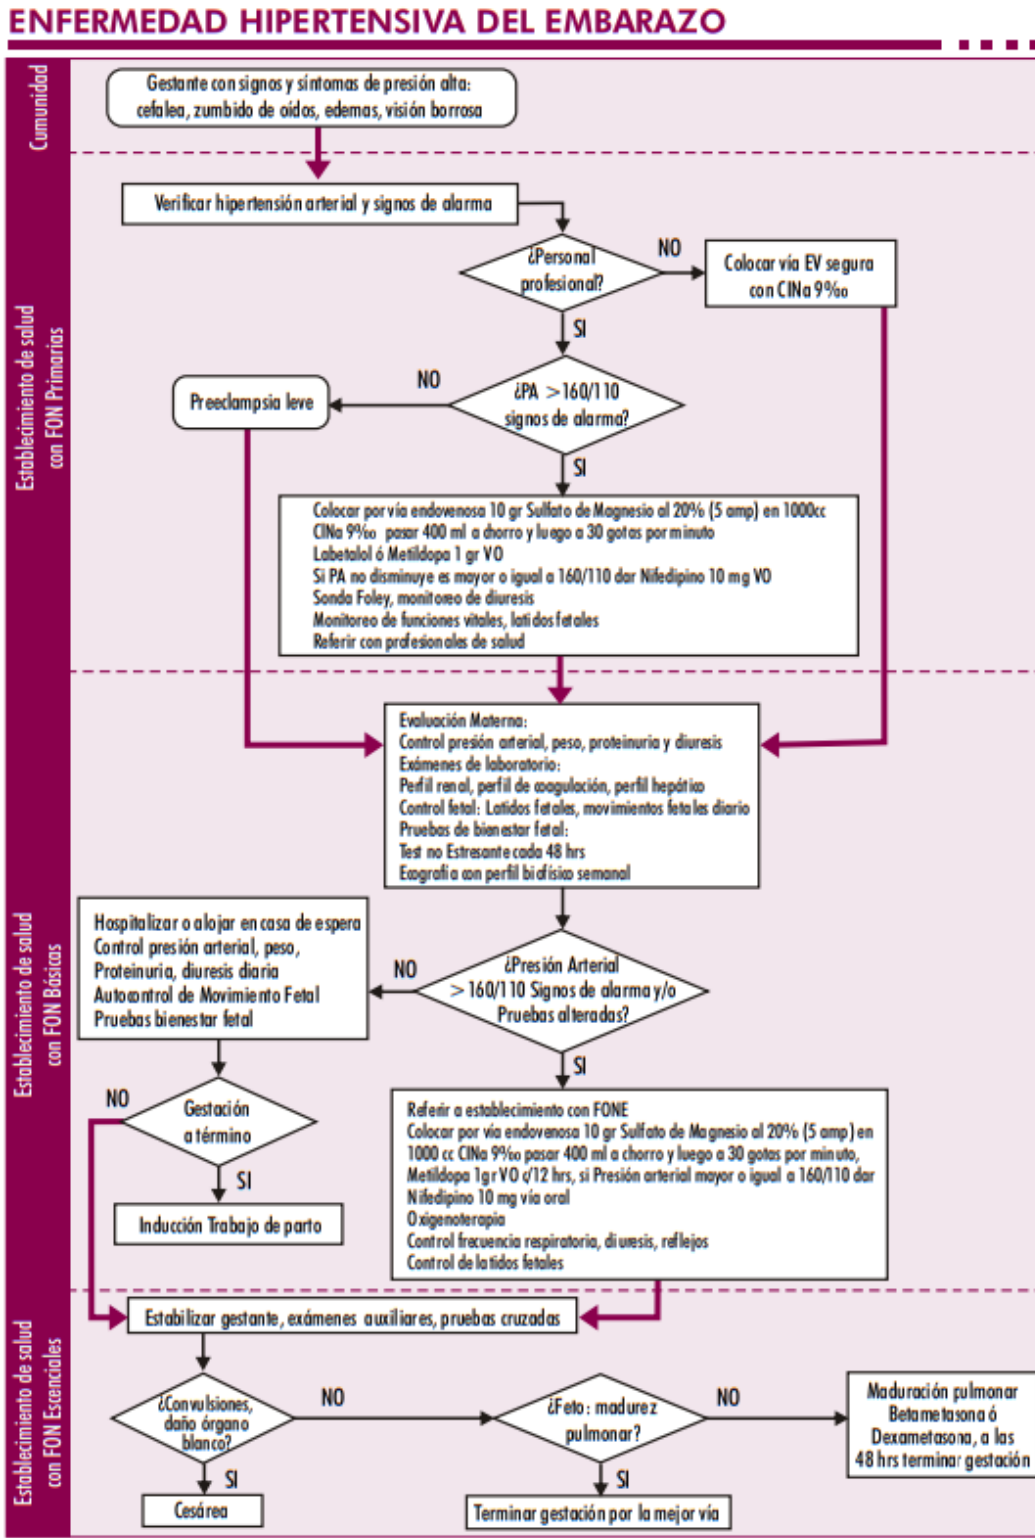 ENFERMEDAD HIPERTENSIVA DEL EMBARAZO
Cumunidad
Gestante con signos y síntomas de presión alta:
cefalea, zumbido de oídos, edemas, visión borrosa
Establecimiento de salud
con FON Primarias
Verificar hipertensión arterial y signos de alarma
¿Personal
profesional?
NO
Colocar vía EV segura
con ClNa 9‰
SI
¿PA >160/110
signos de alarma?
NO
Preeclampsia leve
SI
Colocar por vía endovenosa 10 gr Sulfato de Magnesio al 20% (5 amp) en 1000cc
ClNa 9‰ pasar 400 ml a chorro y luego a 30 gotas por minuto
Labetalol ó Metildopa 1 gr VO
Si PA no disminuye es mayor o igual a 160/110 dar Nifedipino 10 mg VO
Sonda Foley, monitoreo de diuresis
Monitoreo de funciones vitales, latidos fetales
Referir con profesionales de salud
Establecimiento de salud
con FON Básicas
Evaluación Materna:
Control presión arterial, peso, proteinuria y diuresis
Exámenes de laboratorio:
Perfil renal, perfil de coagulación, perfil hepático
Control fetal: Latidos fetales, movimientos fetales diario
Pruebas de bienestar fetal:
Test no Estresante cada 48 hrs
Ecografía con perfil biofísico semanal
¿Presión Arterial
>160/110 Signos de alarma y/o
Pruebas alteradas?
NO
Hospitalizar o alojar en casa de espera
Control presión arterial, peso,
Proteinuria, diuresis diaria
Autocontrol de Movimiento Fetal
Pruebas bienestar fetal
SI
Gestación
a término
NO
SI
Inducción Trabajo de parto
Referir a establecimiento con FONE
Colocar por vía endovenosa 10 gr Sulfato de Magnesio al 20% (5 amp) en
1000 cc ClNa 9‰ pasar 400 ml a chorro y luego a 30 gotas por minuto,
Metildopa 1gr VO c/12 hrs, si Presión arterial mayor o igual a 160/110 dar
Nifedipino 10 mg vía oral
Oxigenoterapia
Control frecuencia respiratoria, diuresis, reflejos
Control de latidos fetales
Establecimiento de salud
con FON Escenciales
Estabilizar gestante, exámenes auxiliares, pruebas cruzadas
¿Convulsiones,
daño órgano
blanco?
NO
¿Feto: madurez
pulmonar?
NO
Maduración pulmonar
Betametasona ó
Dexametasona, a las
48 hrs terminar gestación
SI
Cesárea
SI
Terminar gestación por la mejor vía